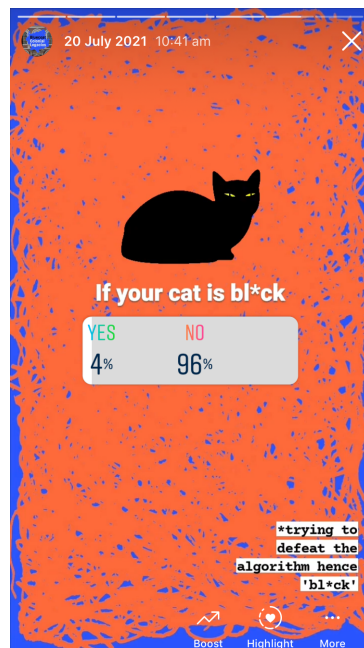 20 July 2021 10:41 am
If your cat is bl*ck
YES NO
4% 96%
*trying to
defeat the
algorithm hence
'bl*ck'
Boost Highlight More